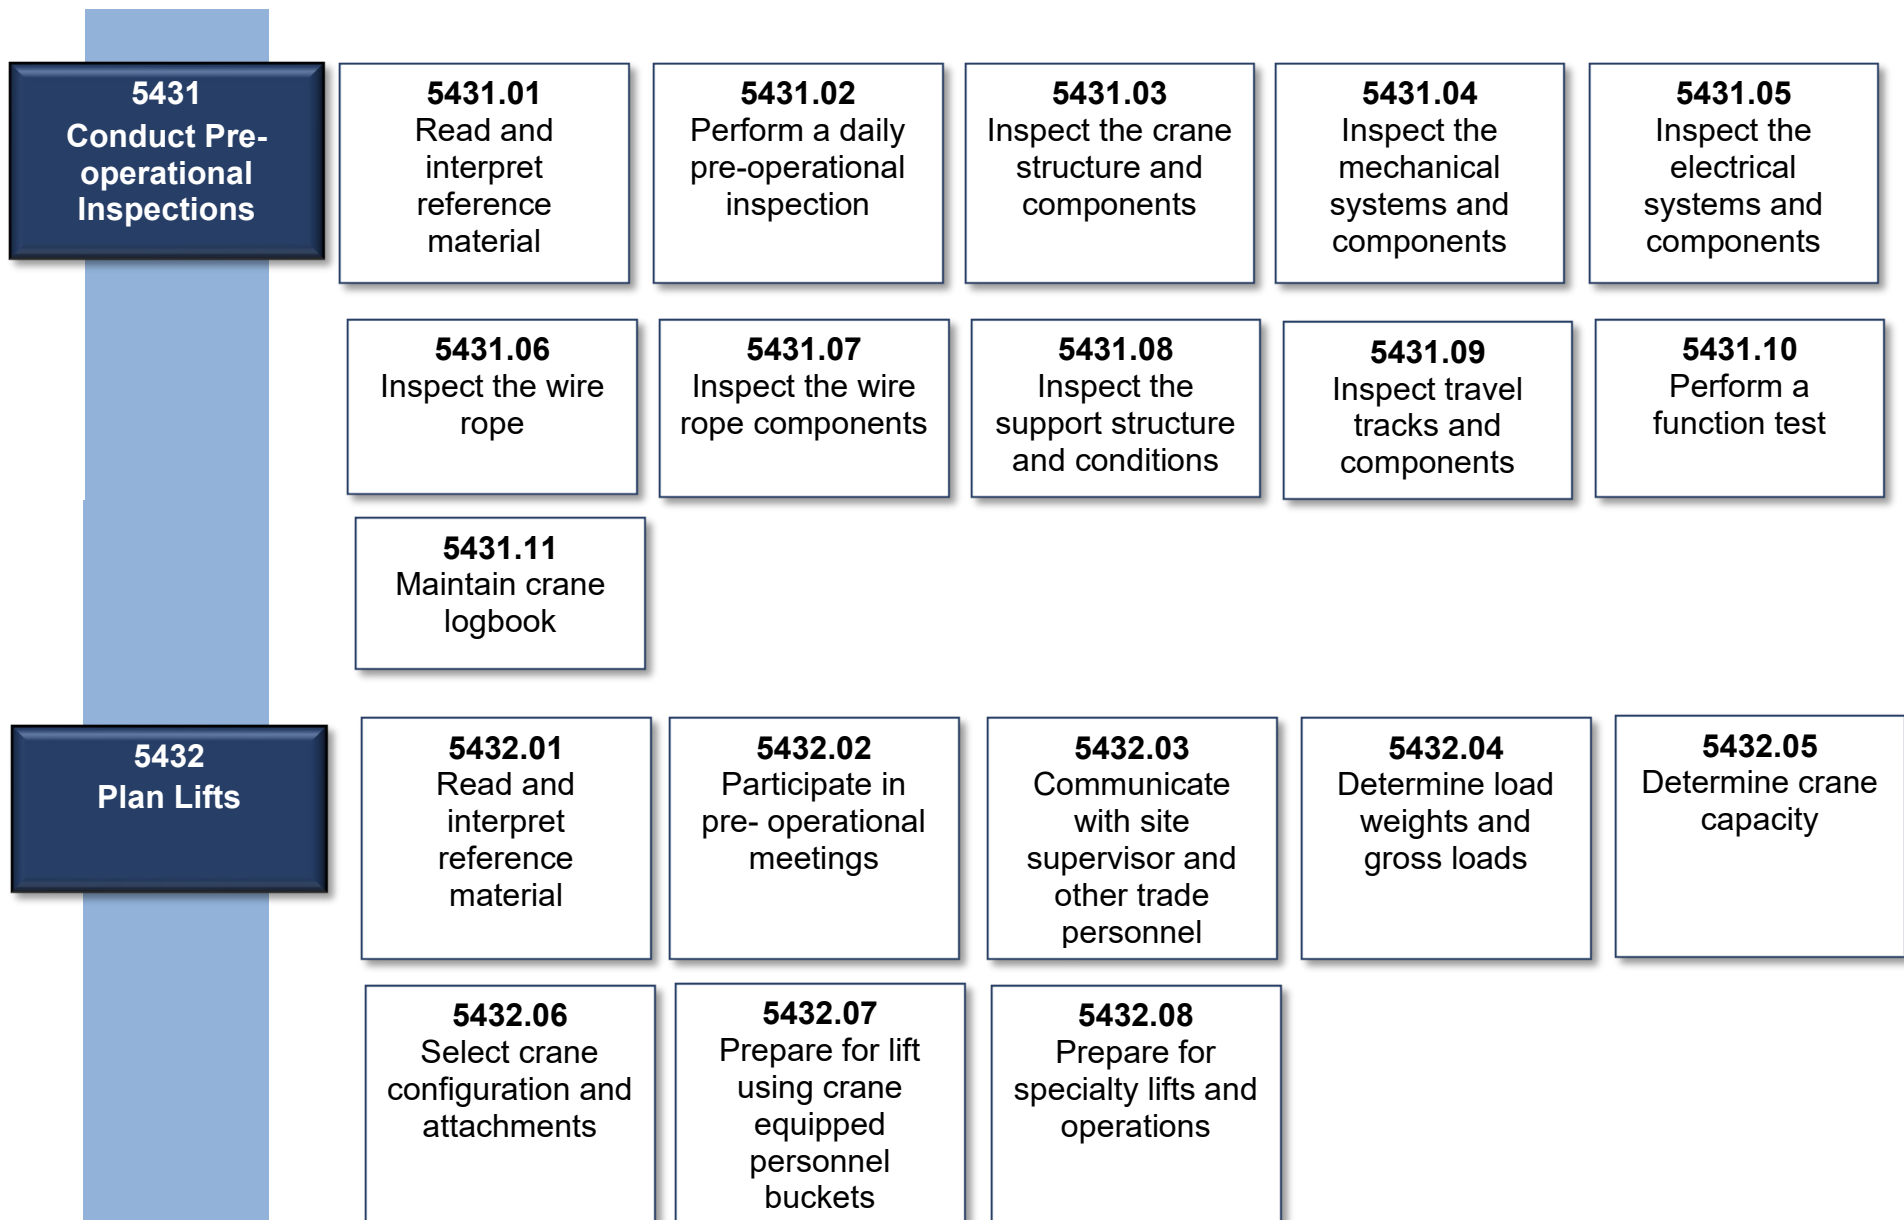 5431
Conduct Pre-
operational
Inspections
5431.01
Read and
interpret
reference
material
5431.02
Perform a daily
pre-operational
inspection
5431.03
Inspect the crane
structure and
components
5431.04
Inspect the
mechanical
systems and
components
5431.05
Inspect the
electrical
systems and
components
5431.06
Inspect the wire
rope
5431.07
Inspect the wire
rope components
5431.08
Inspect the
support structure
and conditions
5431.09
Inspect travel
tracks and
components
5431.10
Perform a
function test
5431.11
Maintain crane
logbook
5432
Plan Lifts
5432.01
Read and
interpret
reference
material
5432.02
Participate in
pre- operational
meetings
5432.03
Communicate
with site
supervisor and
other trade
personnel
5432.04
Determine load
weights and
gross loads
5432.05
Determine crane
capacity
5432.06
Select crane
configuration and
attachments
5432.07
Prepare for lift
using crane
equipped
personnel
buckets
5432.08
Prepare for
specialty lifts and
operations